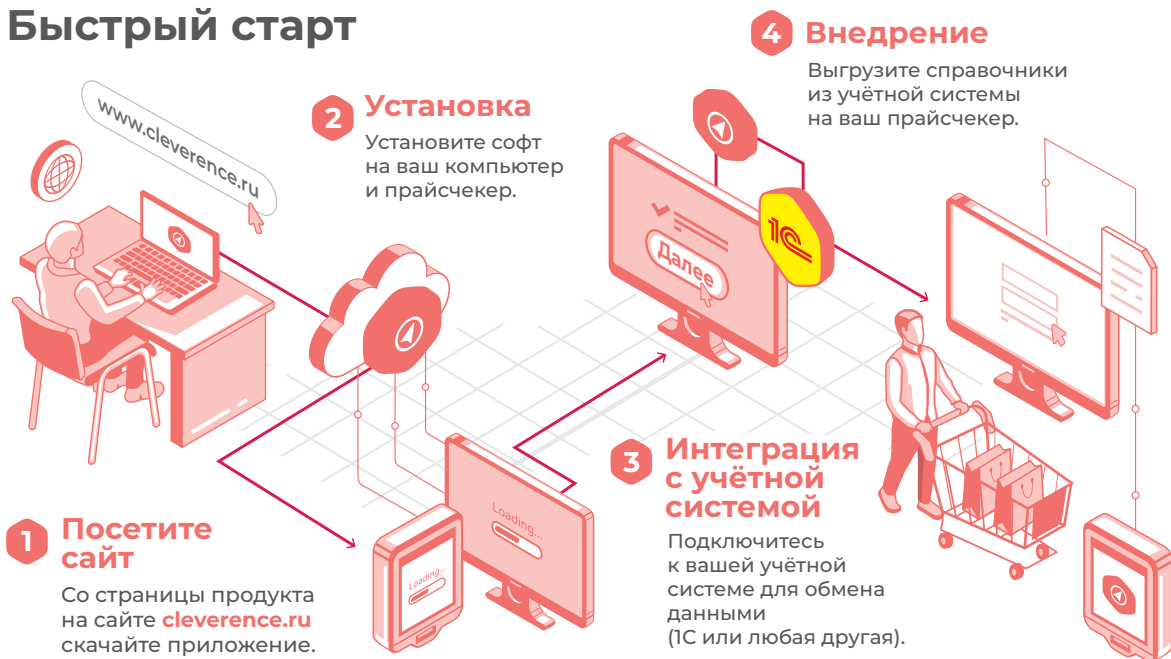 Быстрый старт
www.cleverence.ru
1
Посетите
сайт
Со страницы продукта
на сайте cleverence.ru
скачайте приложение.
2
Установка
Установите софт
на ваш компьютер
и прайсчекер.
Loading...
Loading...
3
Интеграция
с учётной
системой
Подключитесь
к вашей учётной
системе для обмена
данными
(1С или любая другая).
Далее
1С
4
Внедрение
Выгрузите справочники
из учётной системы
на ваш прайсчекер.